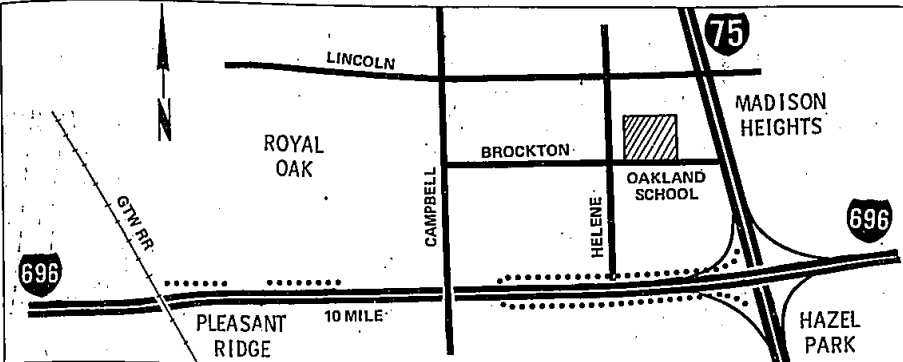 75
LINCOLN
MADISON
HEIGHTS
N
ROYAL
OAK
BROCKTON
OAKLAND
SCHOOL
CAMPBELL
HELENE
GTW RR
696
696
10 MILE
PLEASANT
RIDGE
HAZEL
PARK